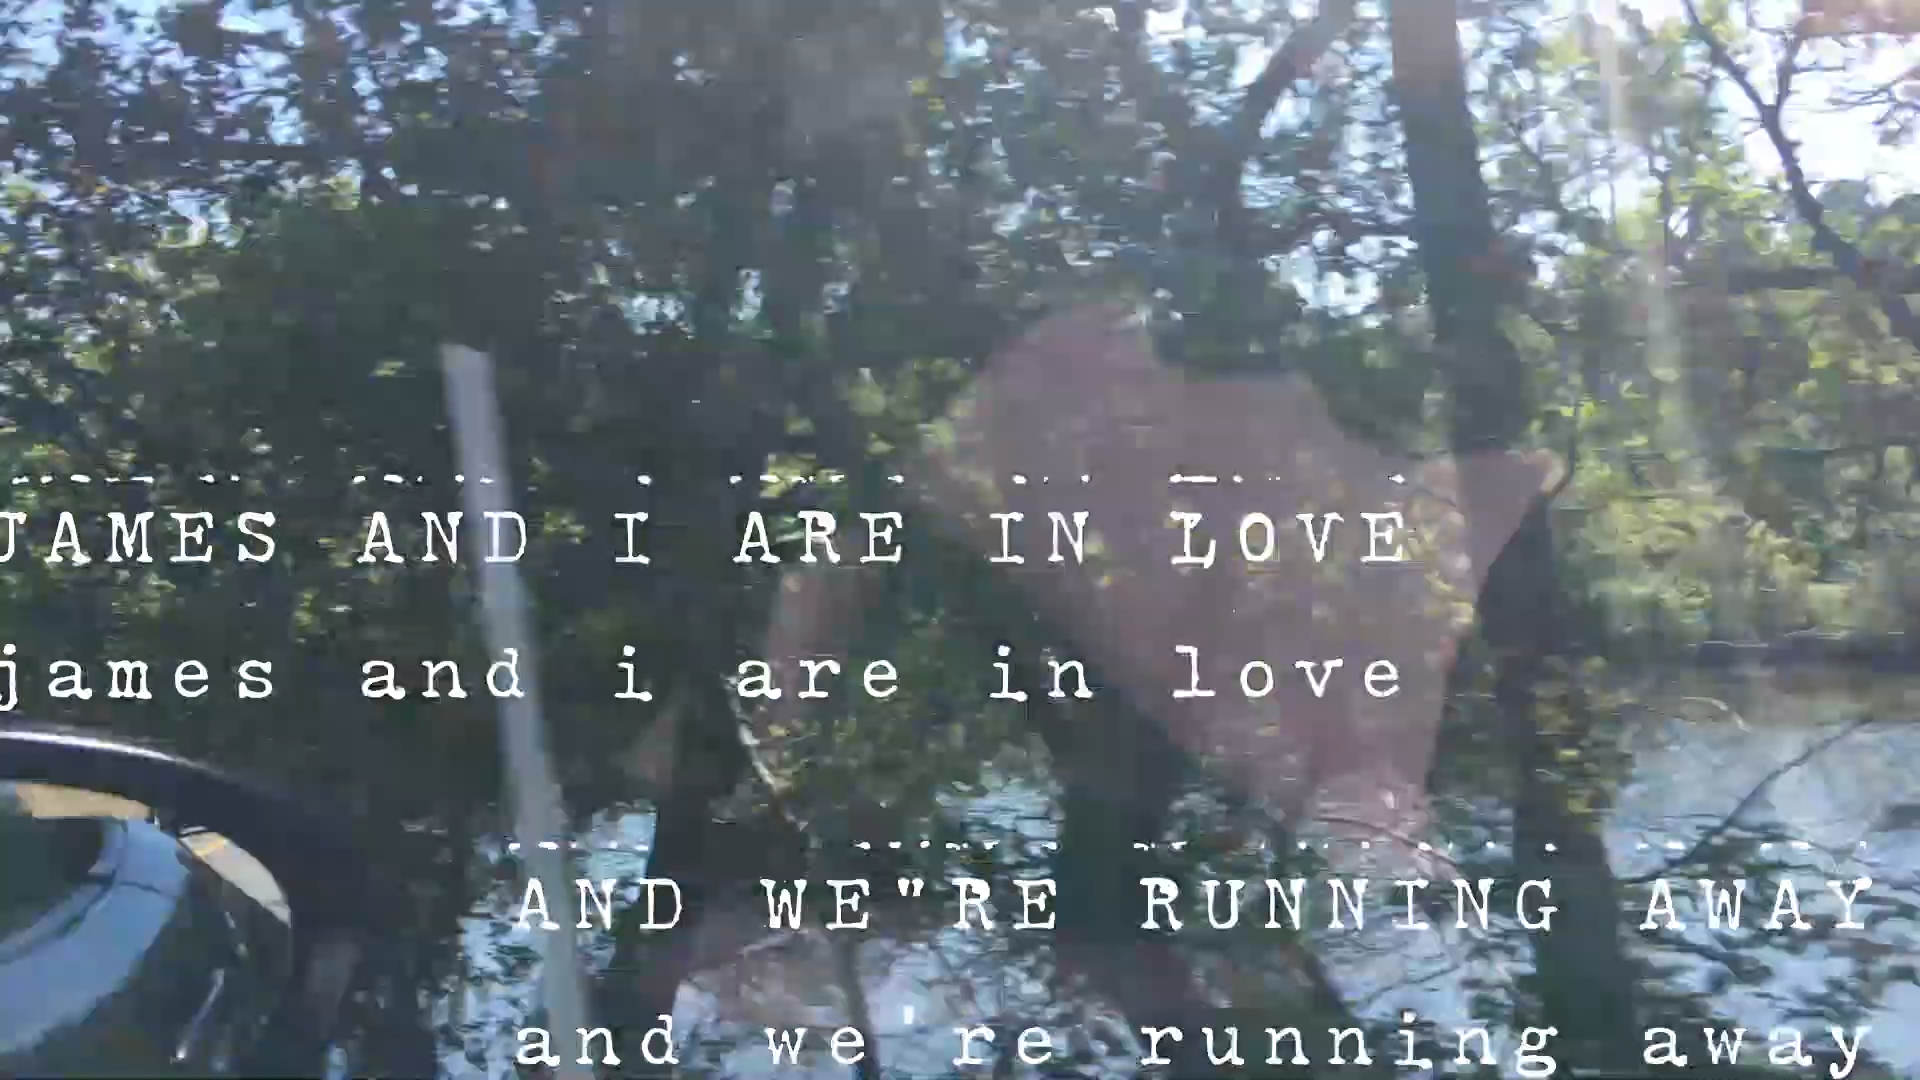 JAMES AND I ARE IN LOVE
james and i are in love
AND WE"RE RUNNING AWAY
and we're running away